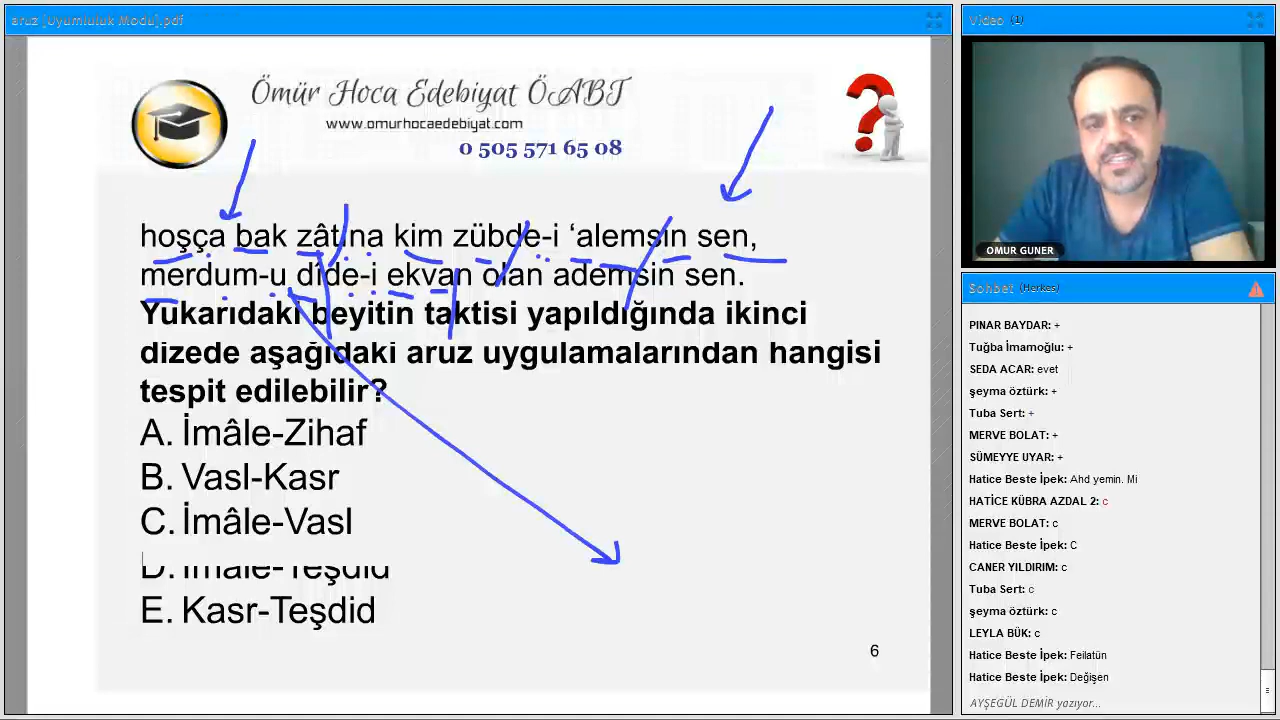 aruz [Uyumluluk Modu].pdf
Ömür Hoca Edebiyat ÖABT
www.omurhocaedebiyat.com
0 505 571 65 08
hoşça bak zâtına kim zübde-i ‘alemsin sen,
merdum-u dîde-i ekvan olan ademsin sen.
Yukarıdaki beyitin taktisi yapıldığında ikinci
dizede aşağıdaki aruz uygulamalarından hangisi
tespit edilebilir?
A. İmâle-Zihaf
B. Vasl-Kasr
C. İmâle-Vasl
D. İmâle-Teşdid
E. Kasr-Teşdid
6
Video (1)
OMUR GUNER
Sohbet (Herkes)
PINAR BAYDAR: +
Tuğba İmamoğlu: +
SEDA ACAR: evet
şeyma öztürk: +
Tuba Sert: +
MERVE BOLAT: +
SÜMEYYE UYAR: +
Hatice Beste İpek: Ahd yemin. Mi
HATİCE KÜBRA AZDAL 2: c
MERVE BOLAT: c
Hatice Beste İpek: C
CANER YILDIRIM: c
Tuba Sert: c
şeyma öztürk: c
LEYLA BÜK: c
Hatice Beste İpek: Feilatün
Hatice Beste İpek: Değişen
AYŞEGÜL DEMİR yazıyor...